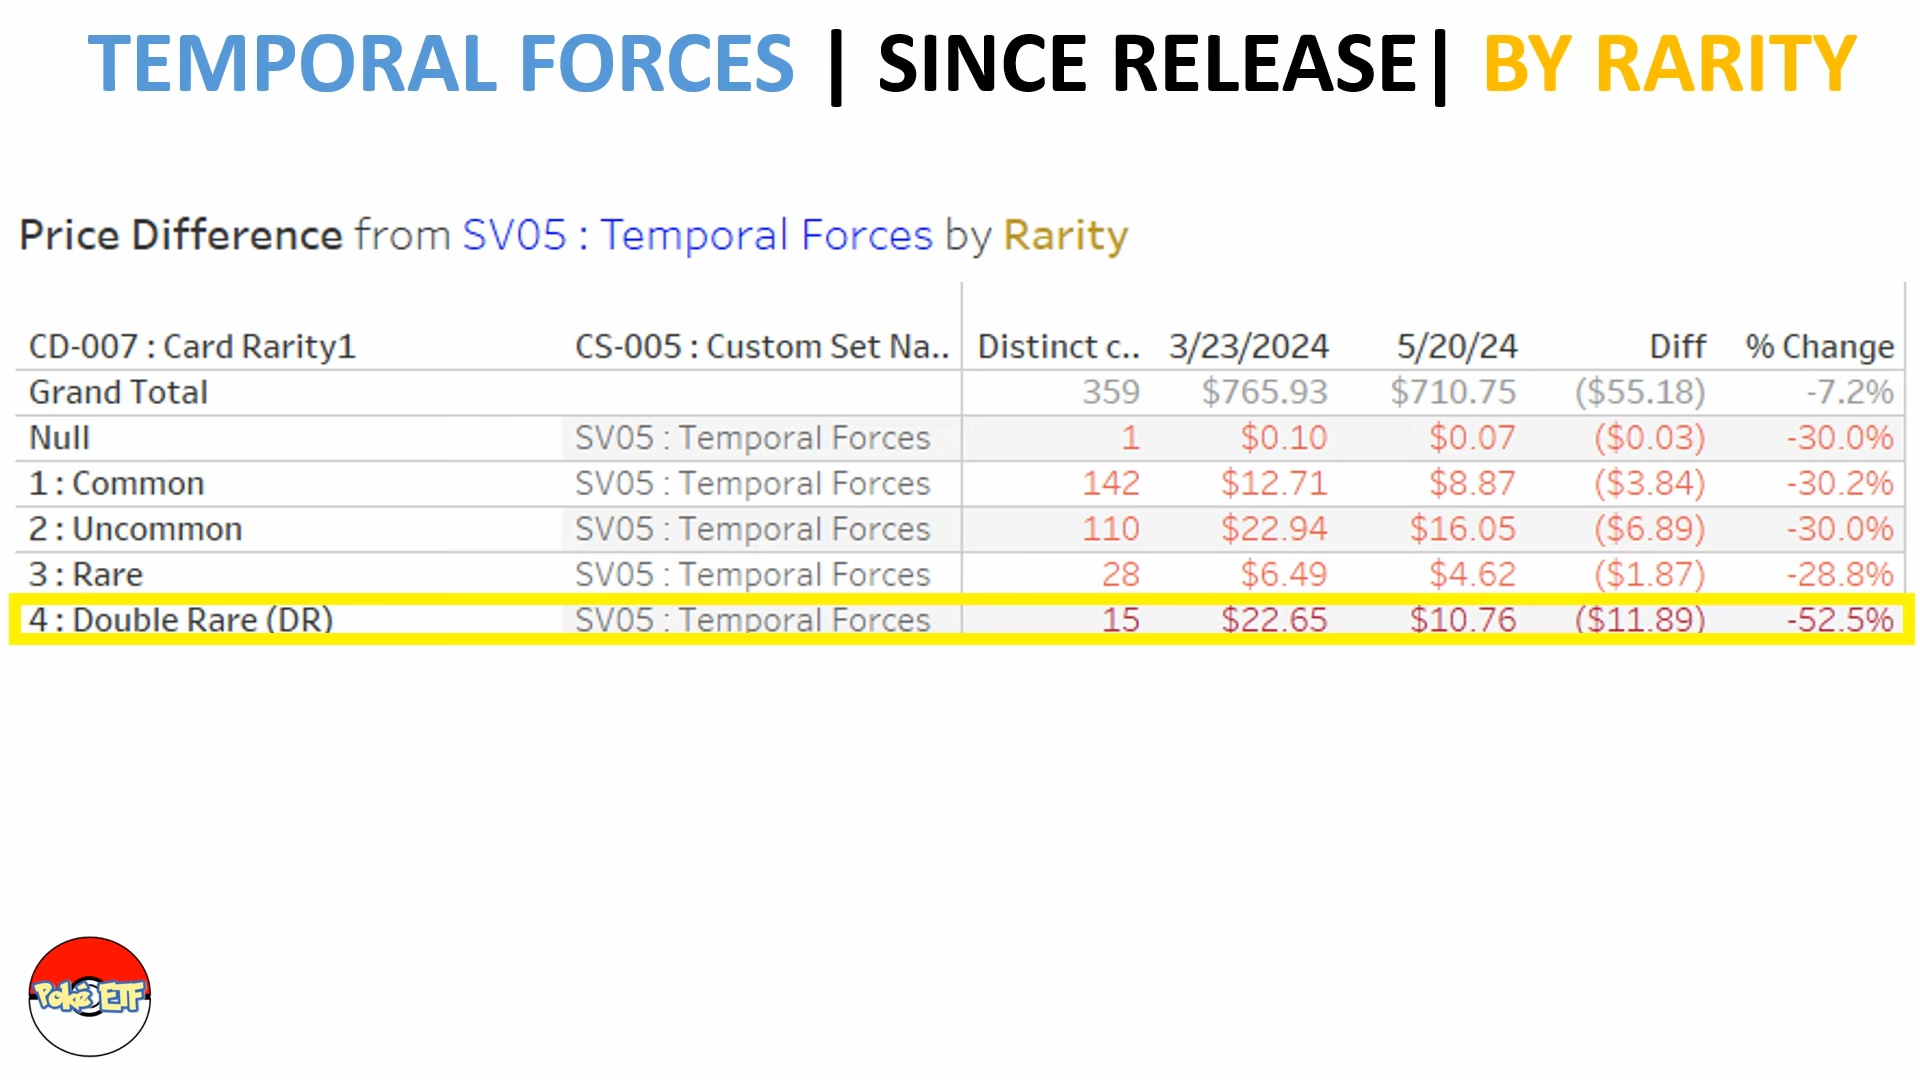 TEMPORAL FORCES | SINCE RELEASE| BY RARITY
Price Difference from SV05 : Temporal Forces by Rarity
CD-007 : Card Rarity1 CS-005 : Custom Set Na.. Distinct c.. 3/23/2024 5/20/24 Diff % Change
Grand Total 359 $765.93 $710.75 ($55.18) -7.2%
Null SV05 : Temporal Forces 1 $0.10 $0.07 ($0.03) -30.0%
1 : Common SV05 : Temporal Forces 142 $12.71 $8.87 ($3.84) -30.2%
2 : Uncommon SV05 : Temporal Forces 110 $22.94 $16.05 ($6.89) -30.0%
3 : Rare SV05 : Temporal Forces 28 $6.49 $4.62 ($1.87) -28.8%
4 : Double Rare (DR) SV05 : Temporal Forces 15 $22.65 $10.76 ($11.89) -52.5%
Poké ETF